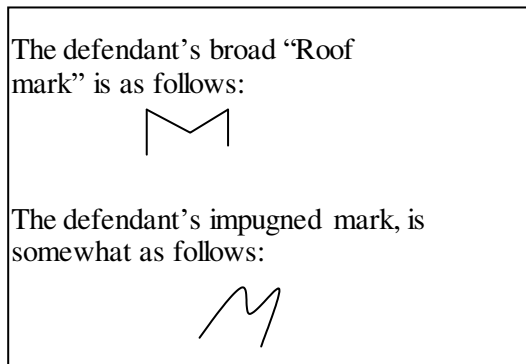 The defendant's broad “Roof
mark” is as follows:
The defendant's impugned mark, is
somewhat as follows: